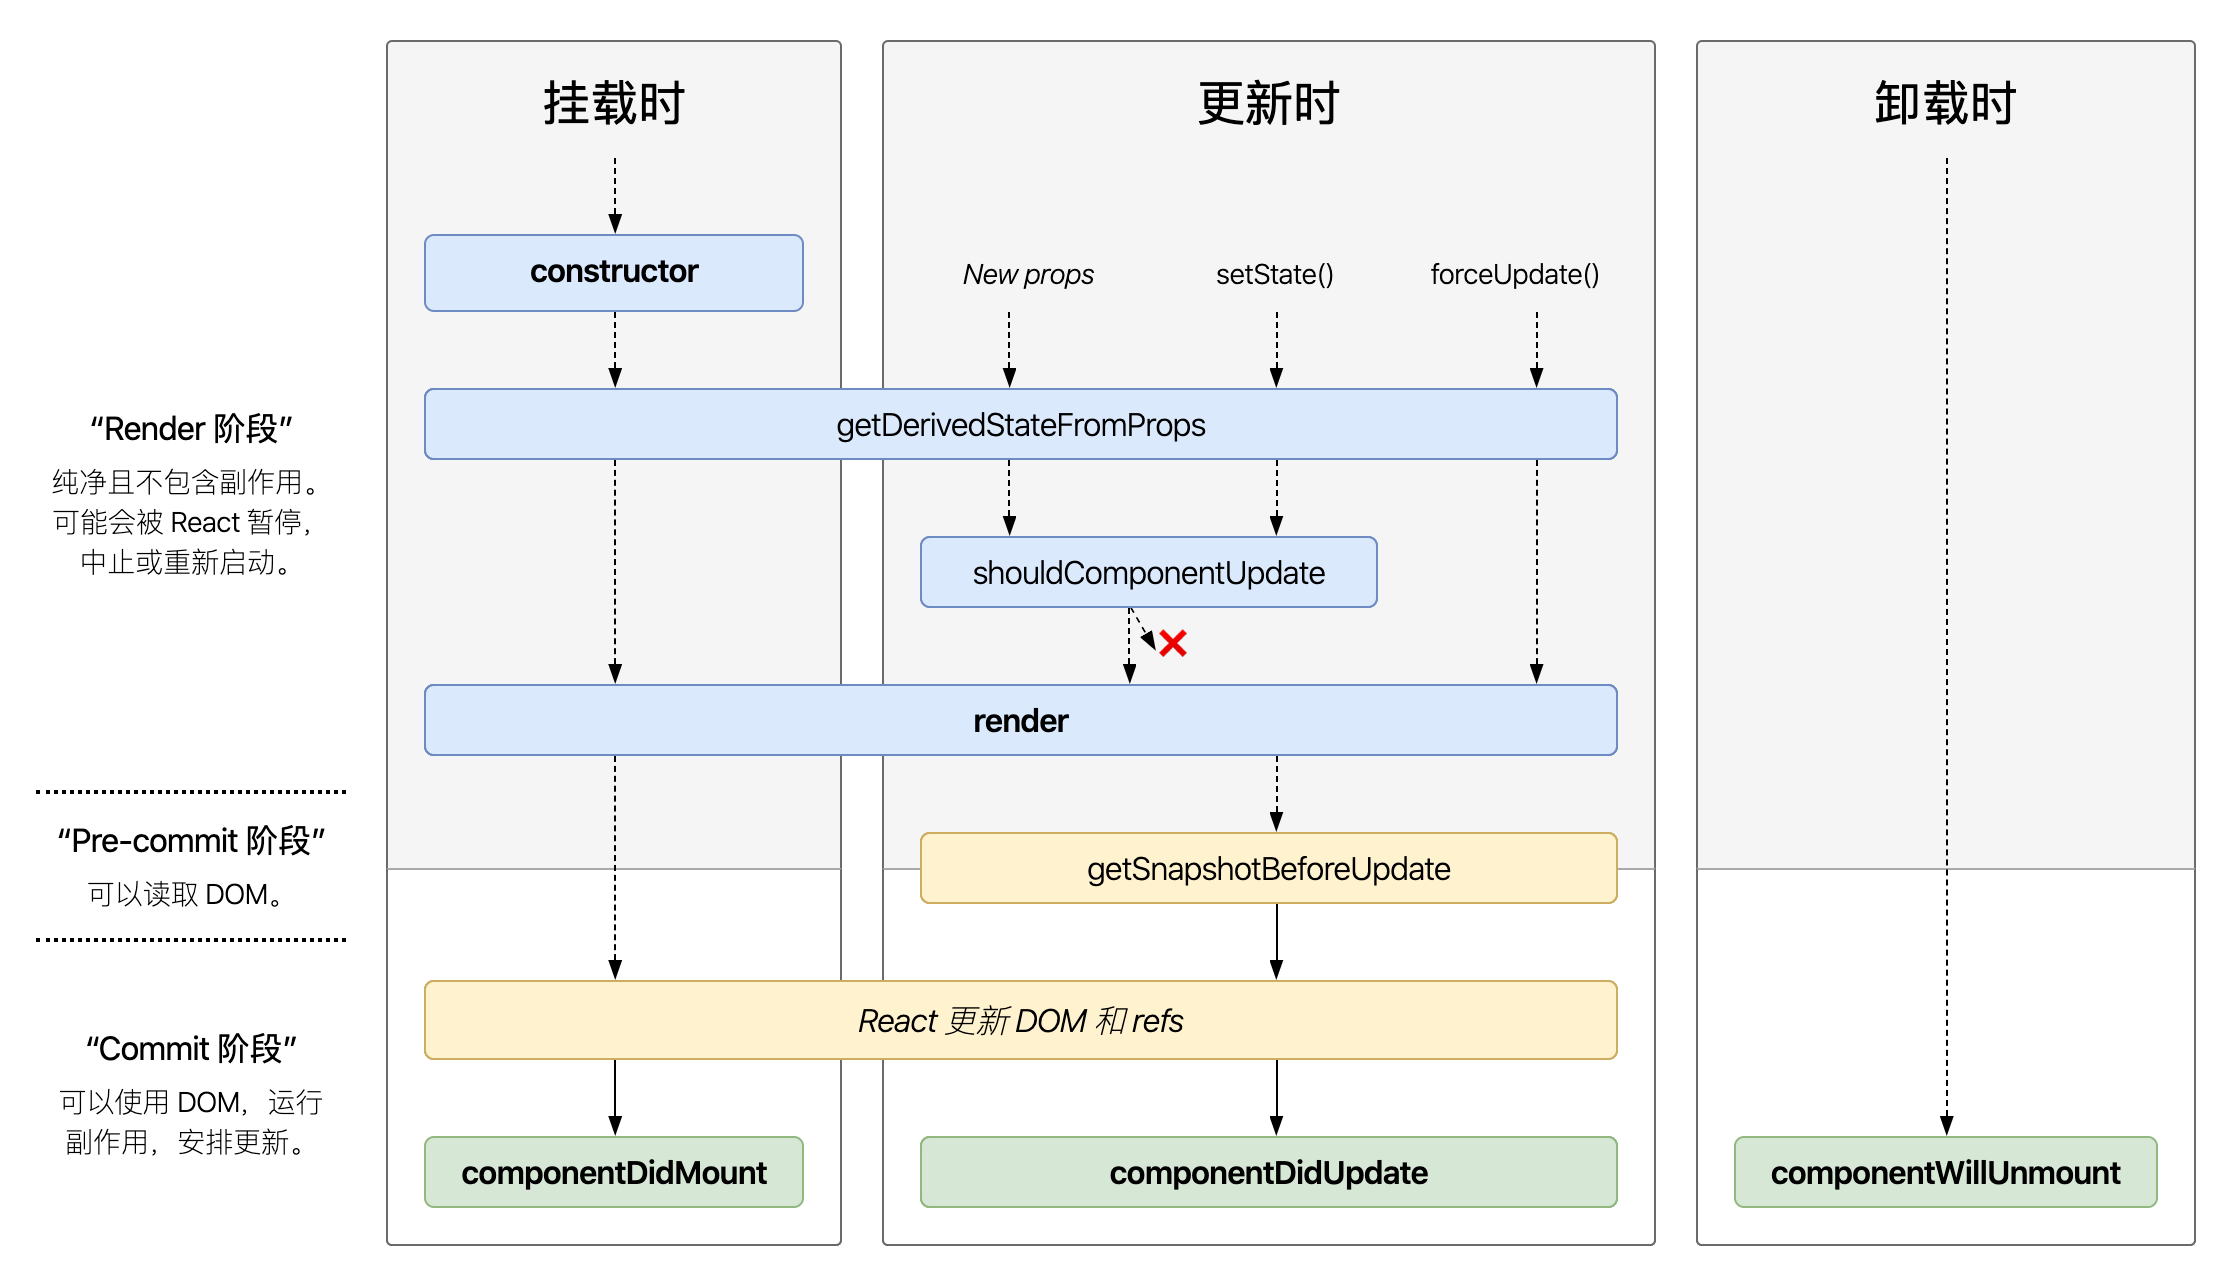 挂载时
更新时
卸载时
constructor
New props
setState()
forceUpdate()
“Render 阶段”
纯净且不包含副作用。
可能会被 React 暂停，
中止或重新启动。
getDerivedStateFromProps
shouldComponentUpdate
render
“Pre-commit 阶段”
可以读取 DOM。
getSnapshotBeforeUpdate
“Commit 阶段”
可以使用 DOM，运行
副作用，安排更新。
React 更新 DOM 和 refs
componentDidMount
componentDidUpdate
componentWillUnmount